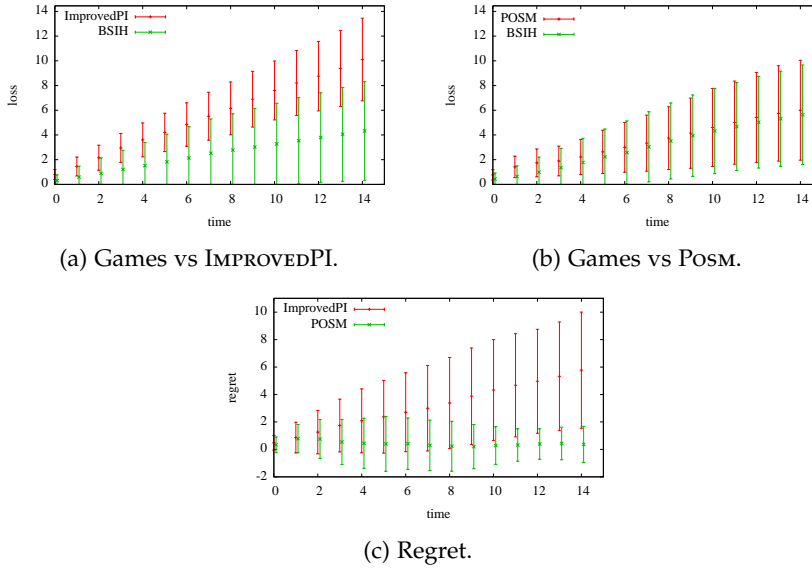 14
12
10
8
6
4
2
0
loss
ImprovedPI
BSIH
0 2 4 6 8 10 12 14
time
(a) Games vs IMPROVEDPI.
14
12
10
8
6
4
2
0
loss
POSM
BSIH
0 2 4 6 8 10 12 14
time
(b) Games vs POSM.
10
8
6
4
2
0
-2
regret
ImprovedPI
POSM
0 2 4 6 8 10 12 14
time
(c) Regret.